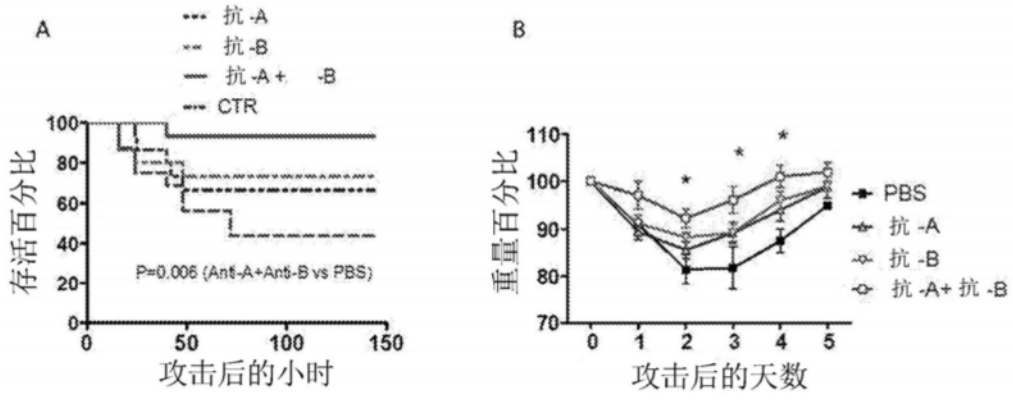 A
抗 -A
抗 -B
抗 -A + -B
CTR
100
80
60
40
20
0
P=0.006 (Anti-A+Anti-B vs PBS)
0 50 100 150
存活百分比
攻击后的小时
B
110
100
90
80
70
* * *
0 1 2 3 4 5
重量百分比
攻击后的天数
PBS
抗 -A
抗 -B
抗 -A+ 抗 -B